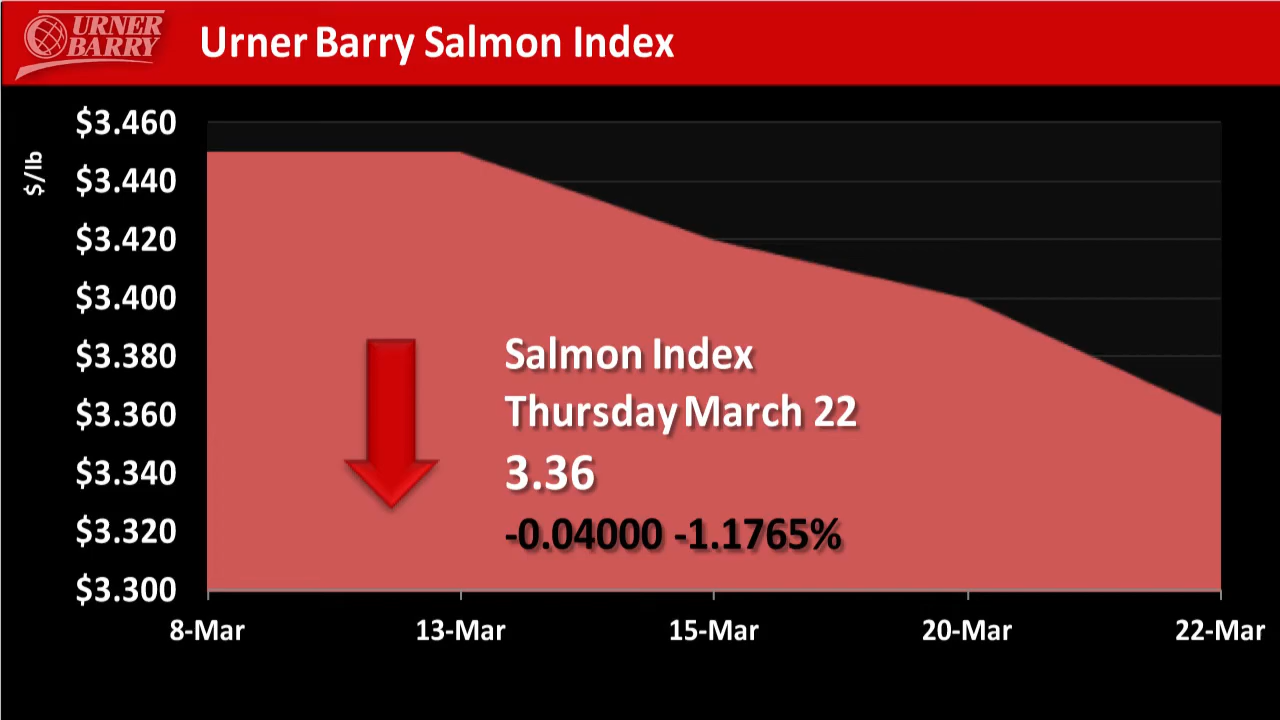 URNER
BARRY
Urner Barry Salmon Index
$/lb
$3.460
$3.440
$3.420
$3.400
$3.380
$3.360
$3.340
$3.320
$3.300
Salmon Index
Thursday March 22
3.36
-0.04000 -1.1765%
8-Mar 13-Mar 15-Mar 20-Mar 22-Mar